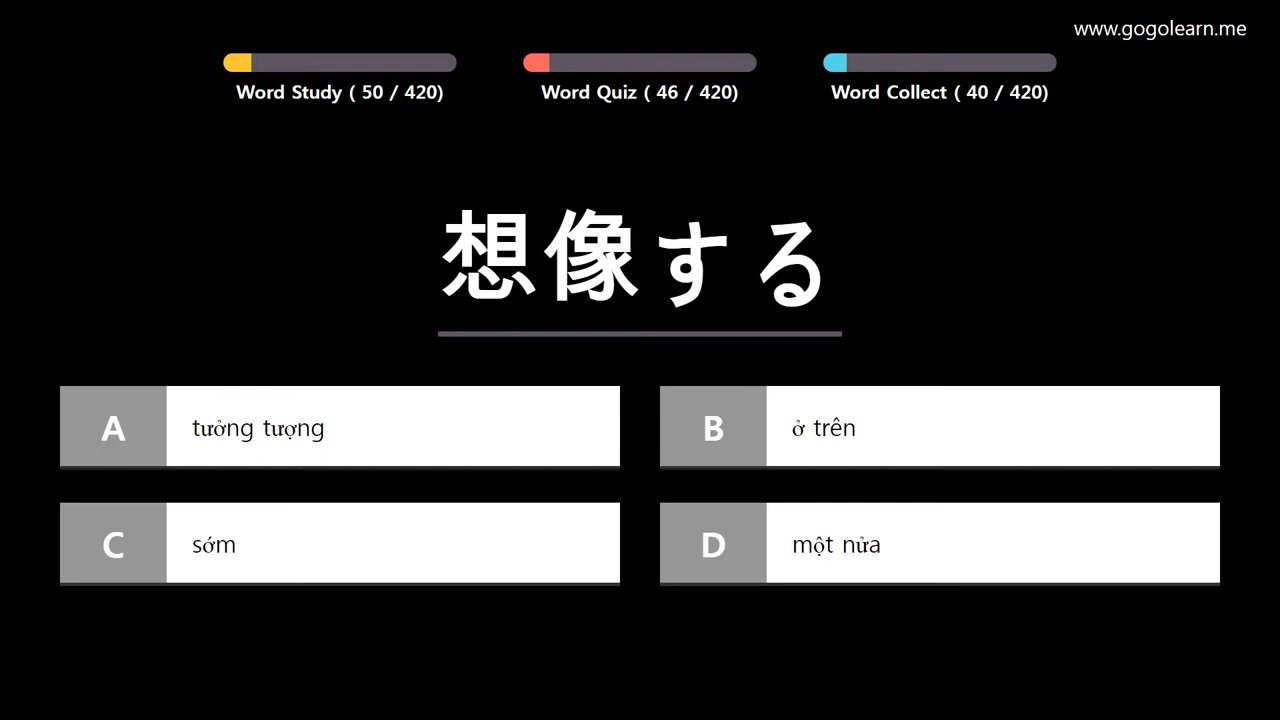 www.gogolearn.me
Word Study ( 50 / 420)
Word Quiz ( 46 / 420)
Word Collect ( 40 / 420)
想像する
A
tưởng tượng
B
ở trên
C
sớm
D
một nửa